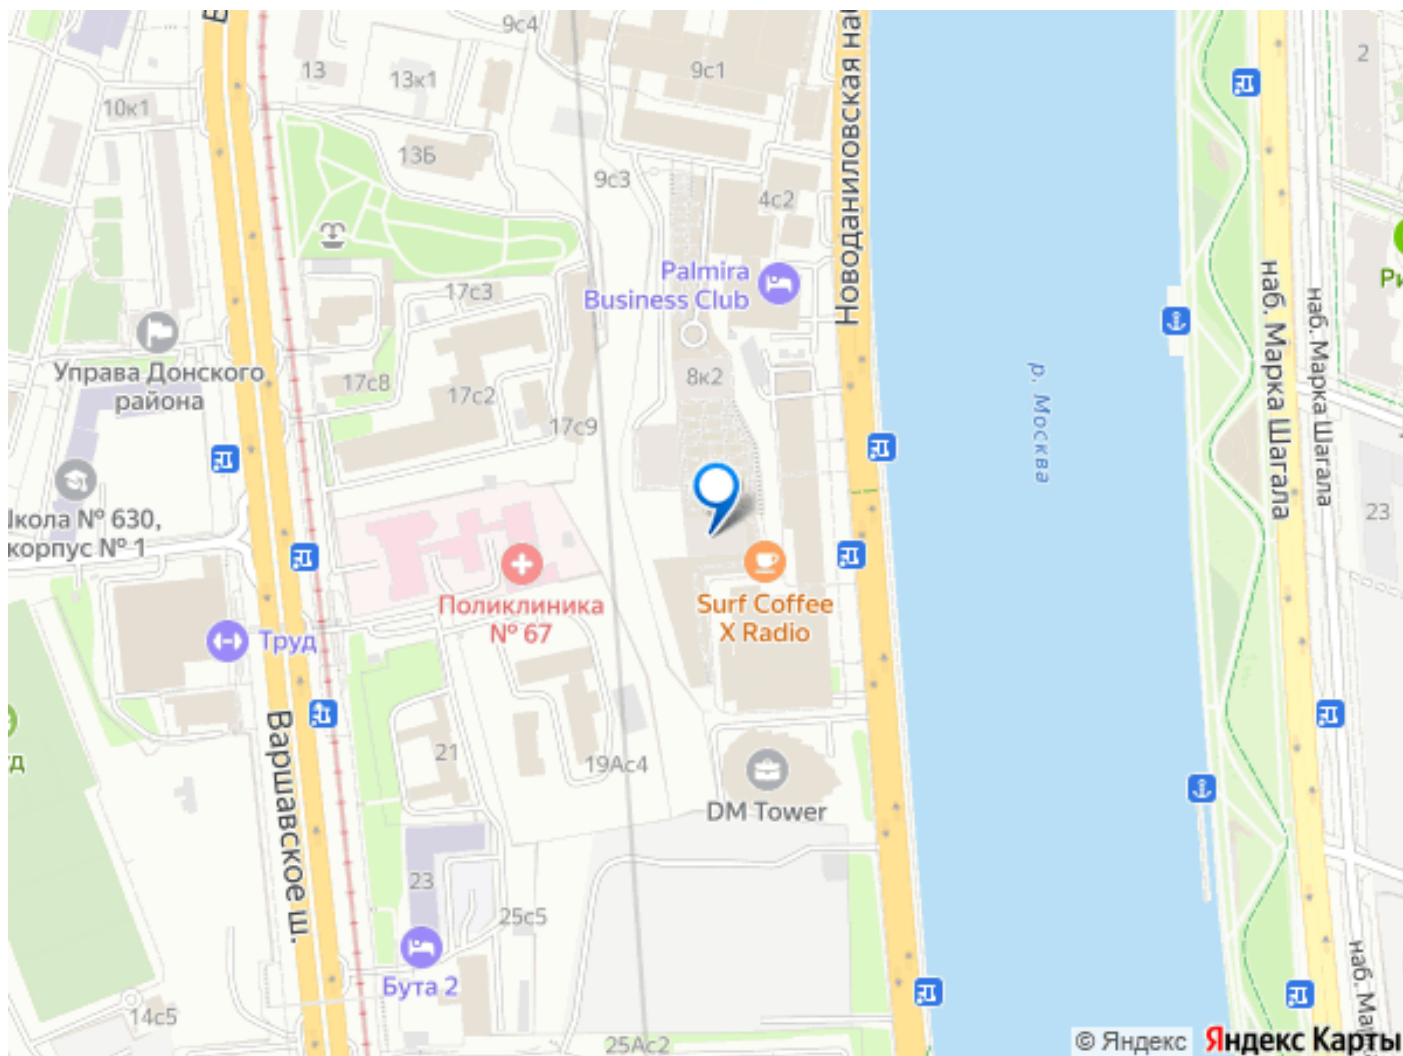 9с4
13
13к1
9с1
2
10к1
13Б
9с3
4с2
Новоданиловская наб
Palmira
Business Club
17с3
наб. Марка Шагала
наб. Марка Шагала
Управа Донского
района
17с8
17с2
8к2
17с9
р. Москва
Школа № 630,
корпус № 1
23
Поликлиника
№ 67
Surf Coffee
X Radio
Труд
Варшавское ш.
21
19Ас4
DM Tower
23
25с5
Бута 2
14с5
25Ас2
наб. Ма
© Яндекс
Яндекс Карты